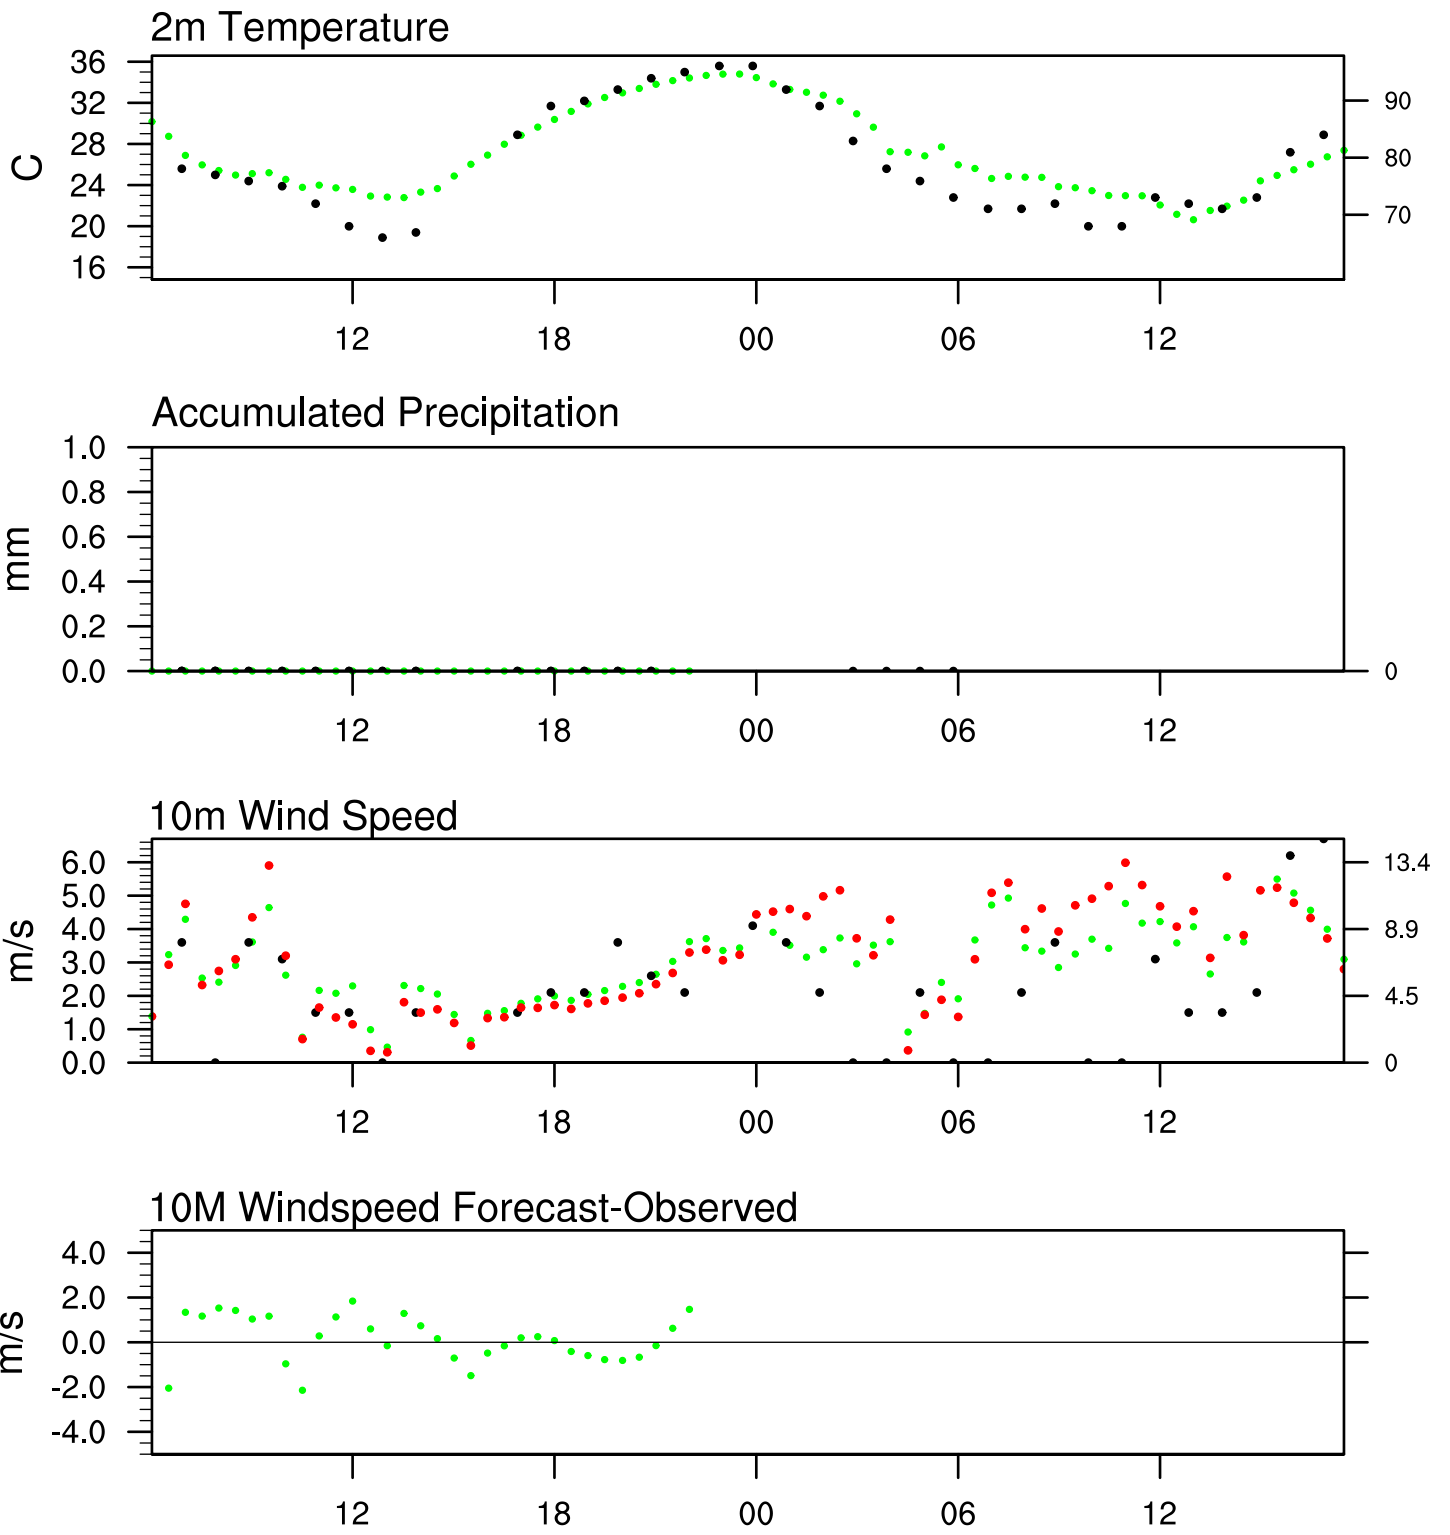 2m Temperature
36
32
28
24
20
16
C
90
80
70
12 18 00 06 12
Accumulated Precipitation
1.0
0.8
0.6
0.4
0.2
0.0
mm
0
12 18 00 06 12
10m Wind Speed
6.0
5.0
4.0
3.0
2.0
1.0
0.0
m/s
13.4
8.9
4.5
0
12 18 00 06 12
10M Windspeed Forecast-Observed
4.0
2.0
0.0
-2.0
-4.0
m/s
12 18 00 06 12